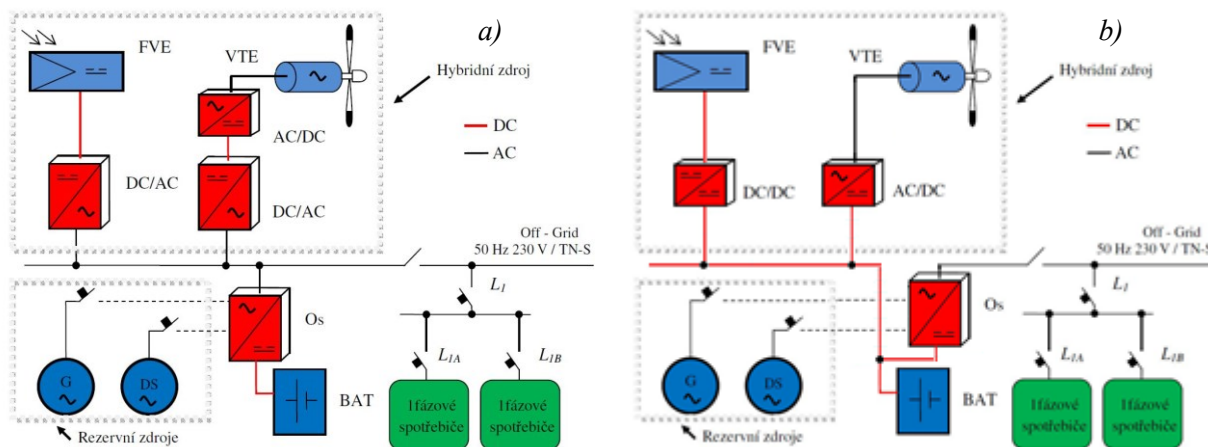 a)
FVE
VTE
Hybridní zdroj
AC/DC
DC
AC
DC/AC
DC/AC
Off - Grid
50 Hz 230 V / TN-S
L1
Os
L1A
L1B
G
DS
BAT
1fázové
spotřebiče
1fázové
spotřebiče
Rezervní zdroje
b)
FVE
VTE
Hybridní zdroj
DC
AC
DC/DC
AC/DC
Off - Grid
50 Hz 230 V / TN-S
L1
Os
L1A
L1B
G
DS
BAT
1fázové
spotřebiče
1fázové
spotřebiče
Rezervní zdroje